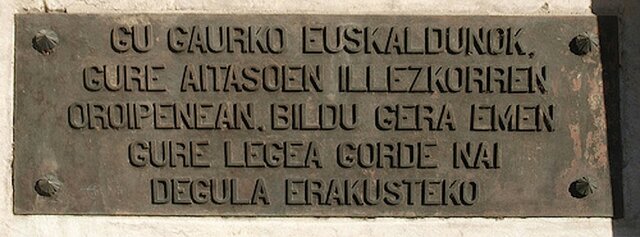 GU GAURKO EUSKALDUNOK,
GURE AITASOEN ILLEZKORREN
OROIPENEAN, BILDU GERA EMEN
GURE LEGEA GORDE NAI
DEGULA ERAKUSTEKO